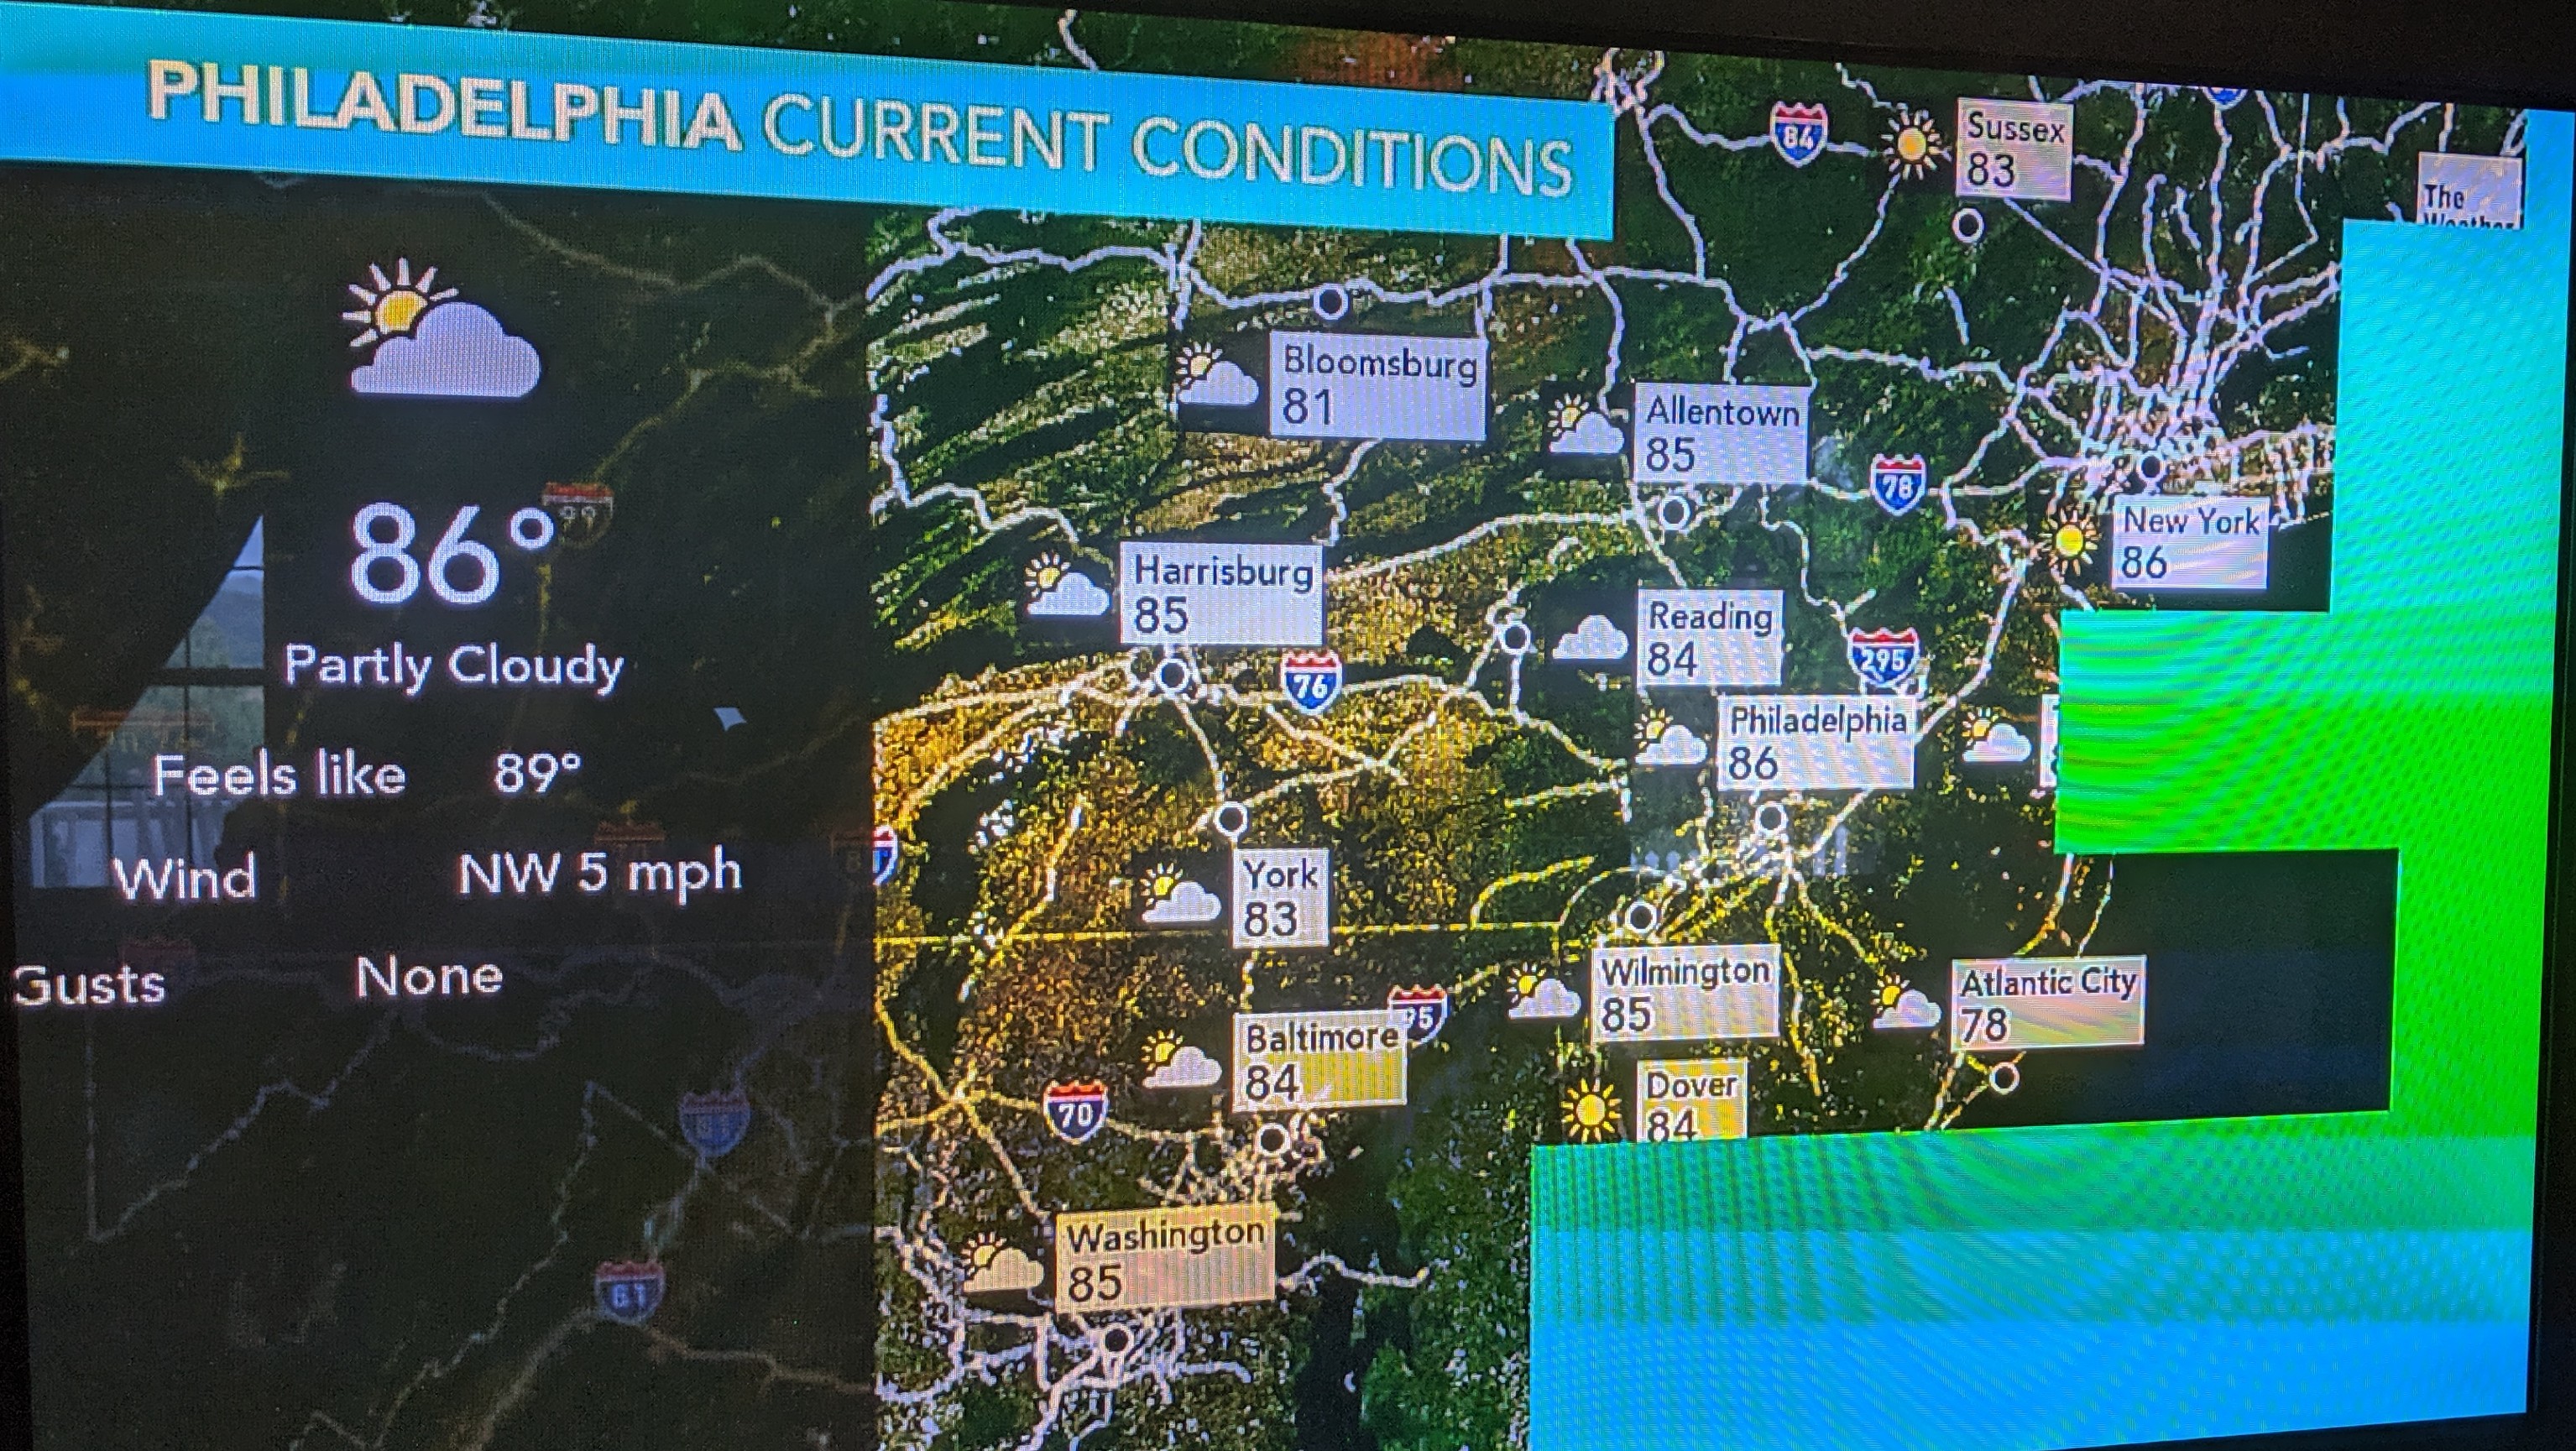 PHILADELPHIA CURRENT CONDITIONS
86°
Partly Cloudy
Feels like 89°
Wind NW 5 mph
Gusts None
84
Sussex
83
The
Weather
Bloomsburg
81
Allentown
85
78
New York
86
Harrisburg
85
76
Reading
84
295
Philadelphia
86
York
83
Wilmington
85
Atlantic City
78
Baltimore
84
95
70
Dover
84
Washington
85
99
81